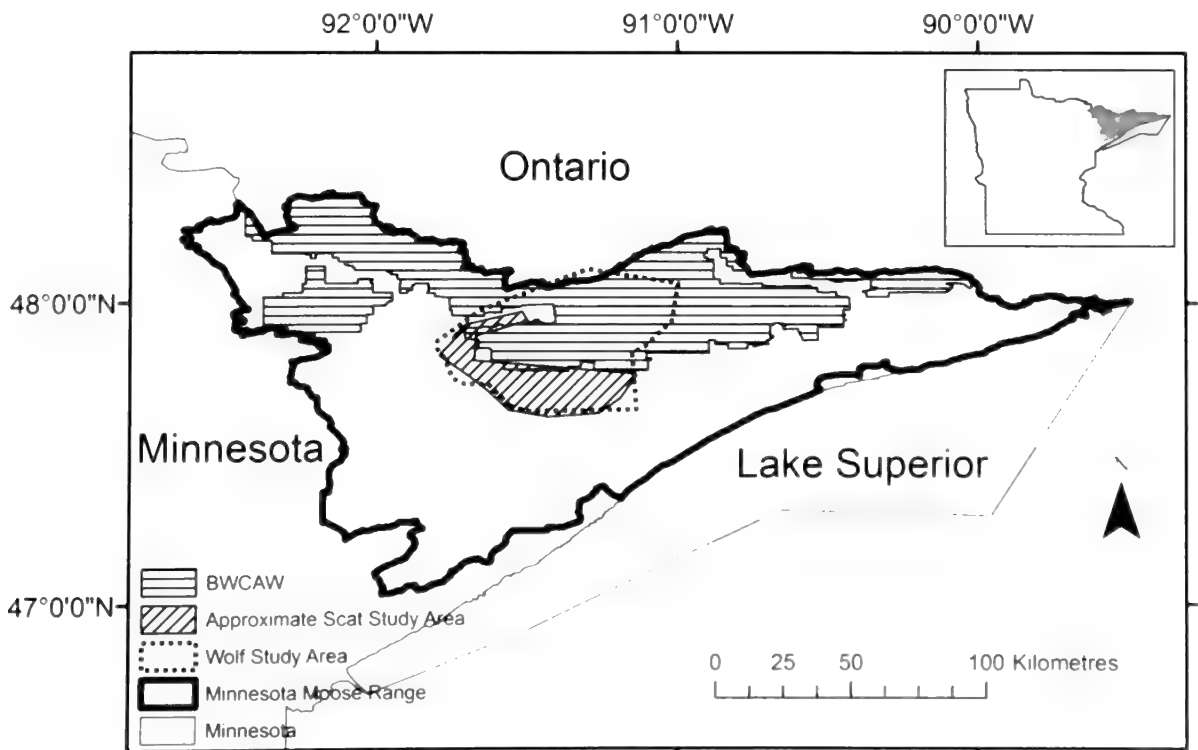 92°0'0"W 91°0'0"W 90°0'0"W
Ontario
48°0'0"N
Minnesota
Lake Superior
47°0'0"N
BWCAW
Approximate Scat Study Area
Wolf Study Area
Minnesota Moose Range
Minnesota
0 25 50 100 Kilometres